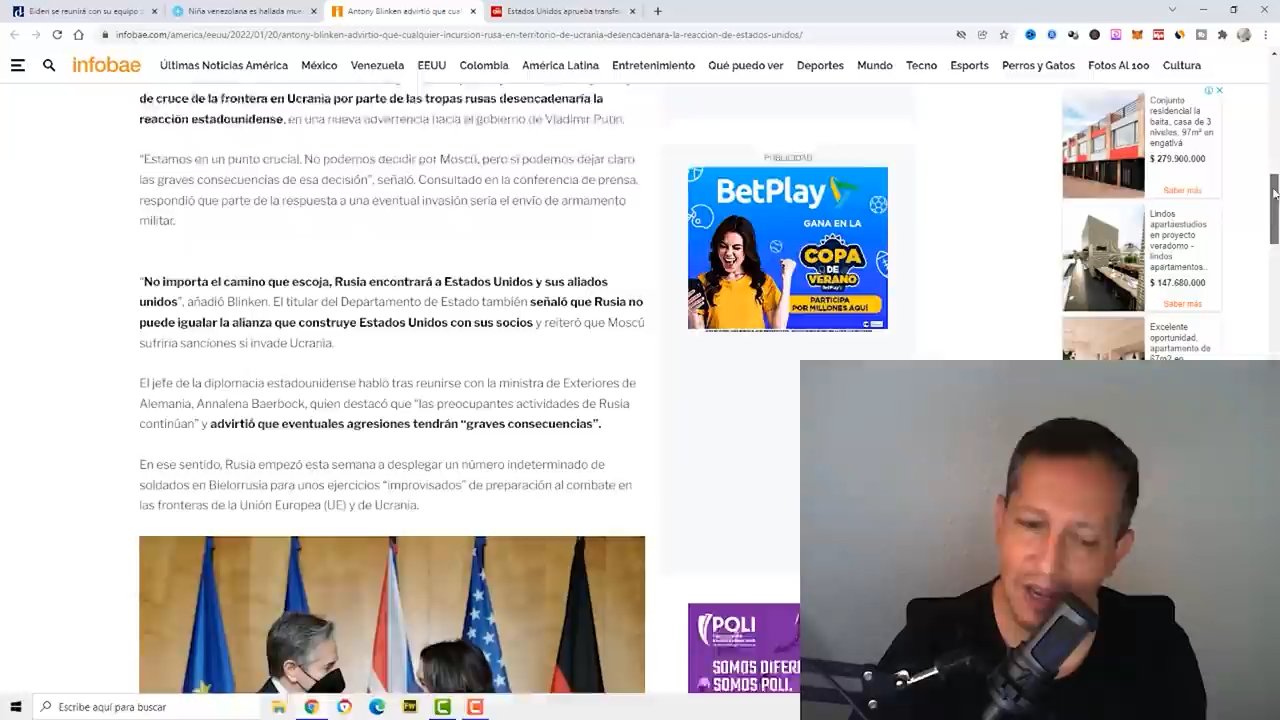 Biden se reunirá con su equipo
Niña venezolana es hallada mue
Antony Blinken advirtió que cu
Estados Unidos aprueba transfe
infobae.com/america/eeuu/2022/01/20/antony-blinken-advirtio-que-cualquier-incursion-rusa-en-territorio-de-ucrania-desencadenara-la-reaccion-de-estados-unidos/
infobae
Últimas Noticias América México Venezuela EEUU Colombia América Latina Entretenimiento Qué puedo ver Deportes Mundo Tecno Esports Perros y Gatos Fotos Al 100 Cultura
de cruce de la frontera en Ucrania por parte de las tropas rusas desencadenaría la
reacción estadounidense, en una nueva advertencia hacia el gobierno de Vladimir Putin.
“Estamos en un punto crucial. No podemos decidir por Moscú, pero sí podemos dejar claro
las graves consecuencias de esa decisión”, señaló. Consultado en la conferencia de prensa,
respondió que parte de la respuesta a una eventual invasión sería el envío de armamento
militar.
“No importa el camino que escoja, Rusia encontrará a Estados Unidos y sus aliados
unidos”, añadió Blinken. El titular del Departamento de Estado también señaló que Rusia no
puede igualar la alianza que construye Estados Unidos con sus socios y reiteró que Moscú
sufriría sanciones si invade Ucrania.
El jefe de la diplomacia estadounidense habló tras reunirse con la ministra de Exteriores de
Alemania, Annalena Baerbock, quien destacó que “las preocupantes actividades de Rusia
continúan” y advirtió que eventuales agresiones tendrán “graves consecuencias”.
En ese sentido, Rusia empezó esta semana a desplegar un número indeterminado de
soldados en Bielorrusia para unos ejercicios “improvisados” de preparación al combate en
las fronteras de la Unión Europea (UE) y de Ucrania.
PUBLICIDAD
BetPlay
GANA EN LA
COPA
DE
VERANO
BetPlay
PARTICIPA
POR MILLONES AQUÍ
POLI
SOMOS DIFER
SOMOS POLI.
Conjunto
residencial la
baita, casa de 3
niveles, 97m² en
engativá
$ 279.900.000
Saber más
Lindos
apartaestudios
en proyecto
veradorno -
lindos
apartamentos...
$ 147.680.000
Saber más
Excelente
oportunidad,
apartamento de
67m2 en
Escribe aquí para buscar